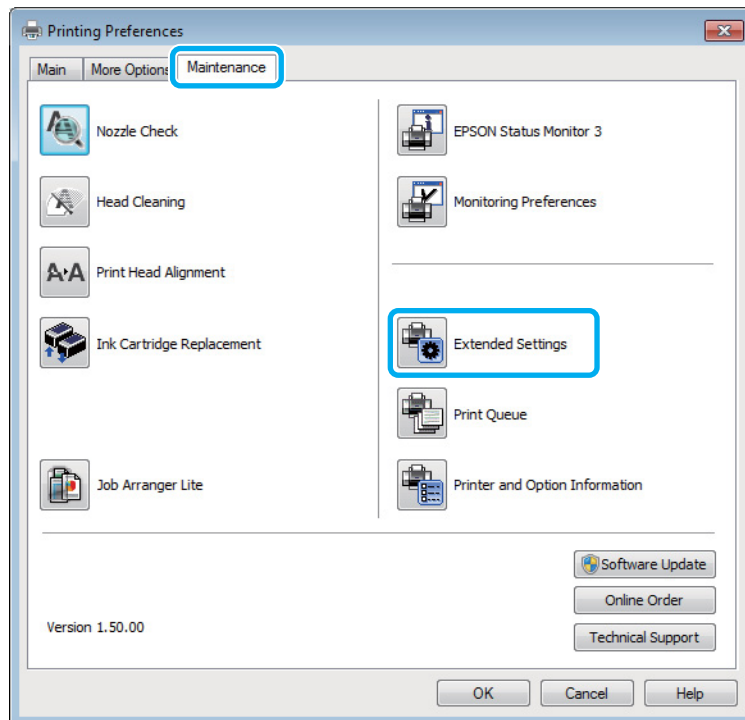 Printing Preferences
Main
More Options
Maintenance
Nozzle Check
EPSON Status Monitor 3
Head Cleaning
Monitoring Preferences
A A Print Head Alignment
Ink Cartridge Replacement
Extended Settings
Print Queue
Job Arranger Lite
Printer and Option Information
Software Update
Online Order
Version 1.50.00
Technical Support
OK
Cancel
Help